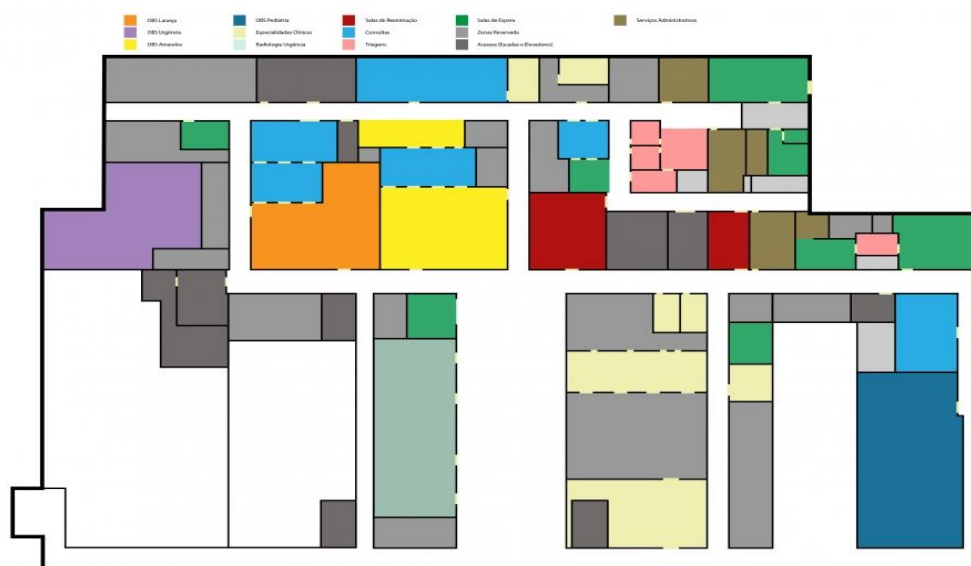 OBS Laranja
OBS Urgência
OBS Amarelos
OBS Pediatria
Especialidades Clínicas
Radiologia Urgência
Salas de Reanimação
Consultas
Triagens
Salas de Espera
Zonas Reservada
Acessos (Escadas e Elevadores)
Serviços Administrativos